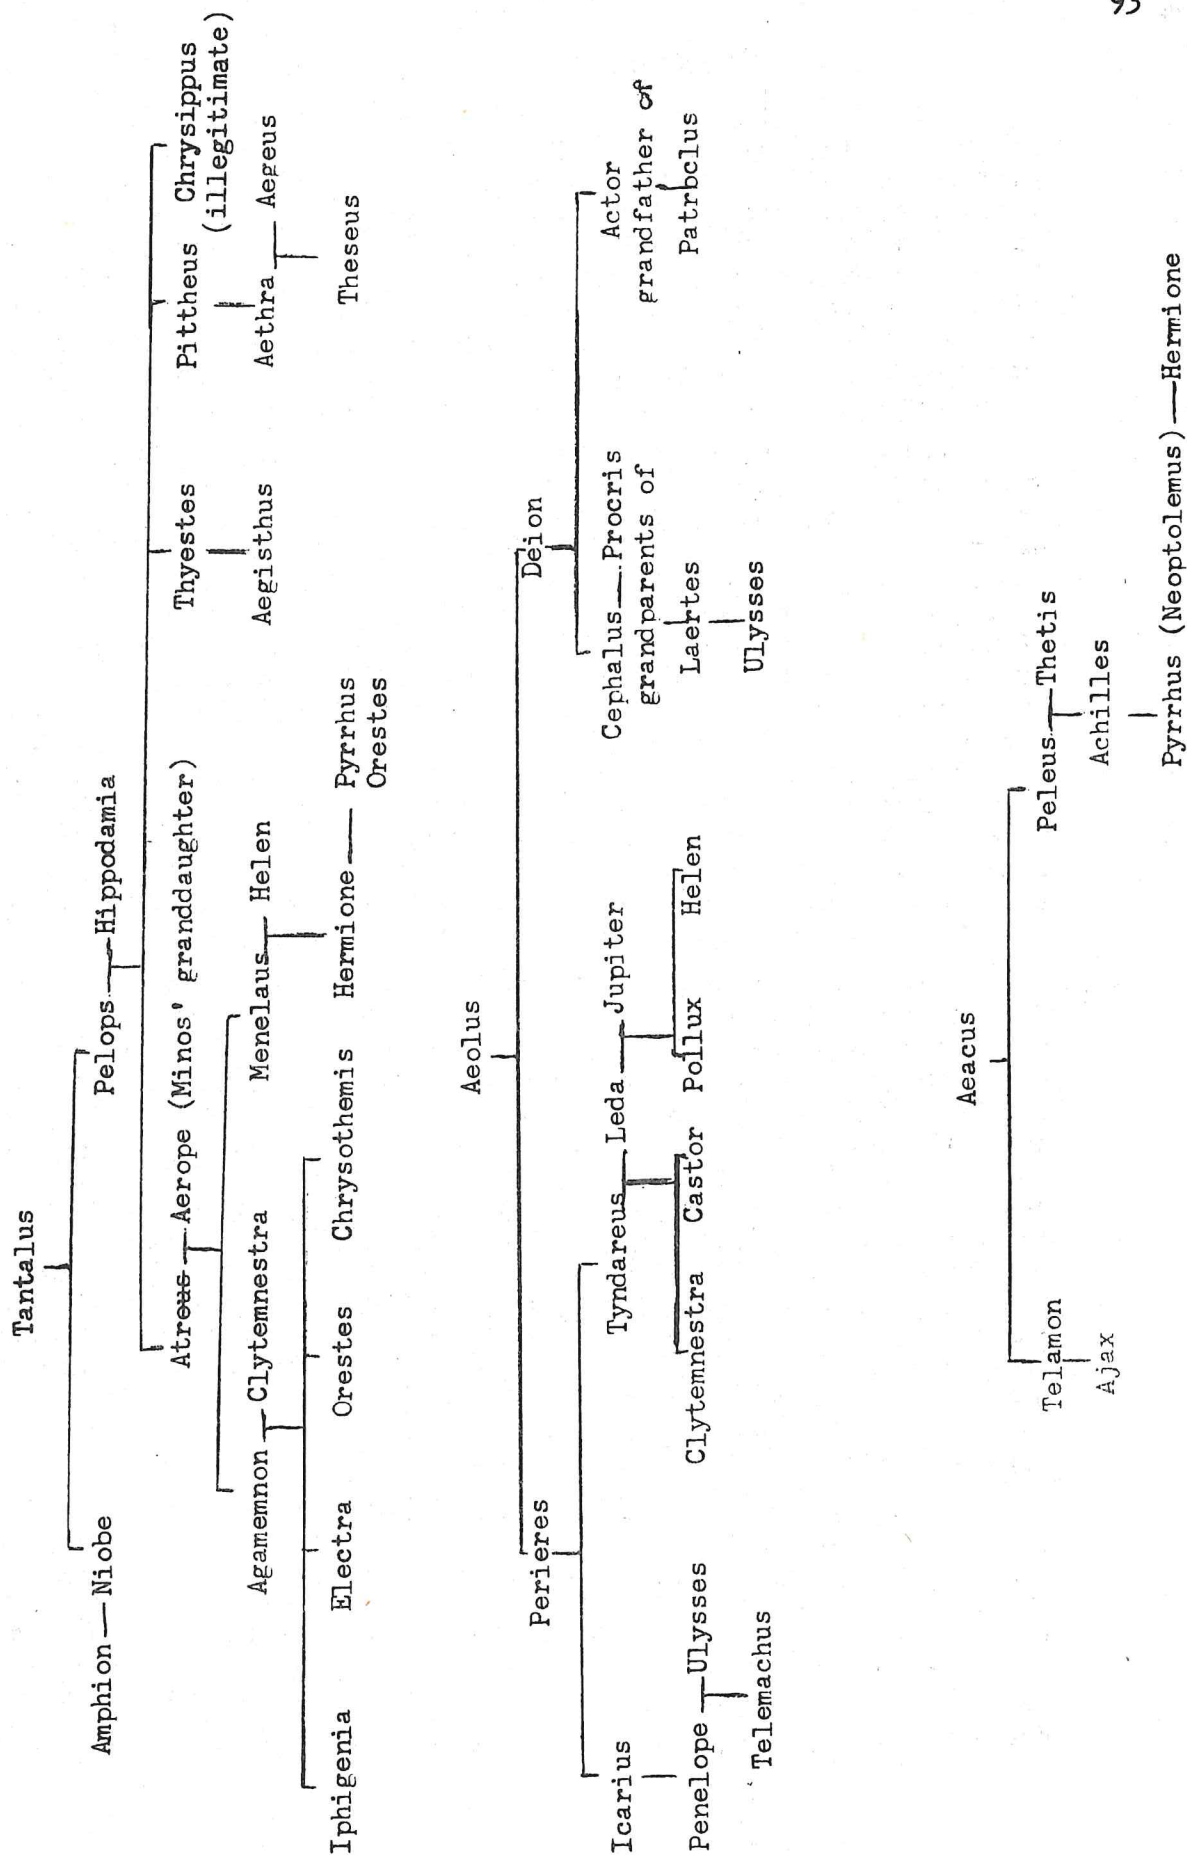 95
Tantalus
Amphion — Niobe Pelops — Hippodamia
Atreus — Aerope (Minos' granddaughter) Thyestes Pittheus Chrysippus
(illegitimate)
Agamemnon — Clytemnestra Menelaus — Helen Aegisthus Aethra — Aegeus
Iphigenia Electra Orestes Chrysothemis Hermione — Pyrrhus Theseus
Orestes
Aeolus
Perieres Deion
Icarius Tyndareus — Leda — Jupiter Cephalus — Procris Actor
grandparents of grandfather of
Penelope — Ulysses Clytemnestra Castor Pollux Helen Laertes Patrbclus
Telemachus Ulysses
Aeacus
Telamon Peleus — Thetis
Ajax Achilles
Pyrrhus (Neoptolemus) — Hermione